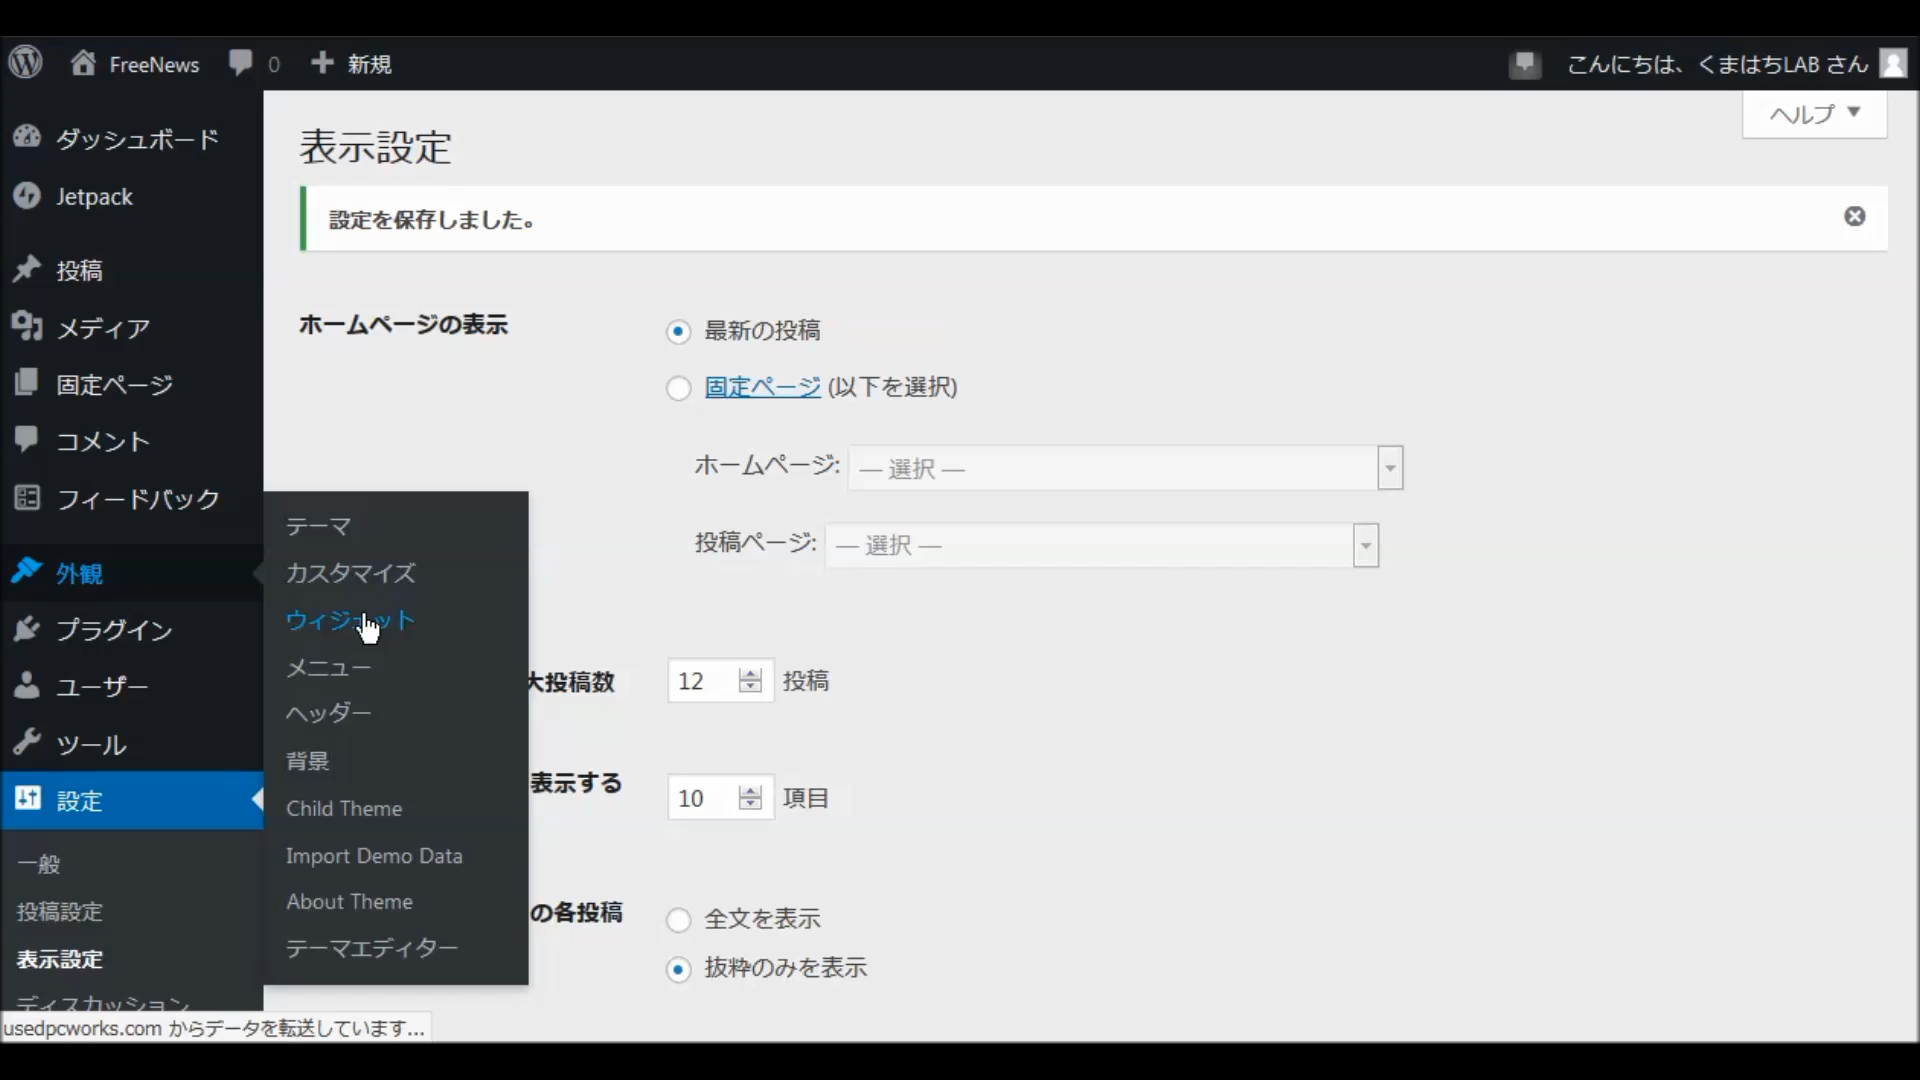 FreeNews 0 新規 こんにちは、くまはちLAB さん
ヘルプ
ダッシュボード
Jetpack
投稿
メディア
固定ページ
コメント
フィードバック
外観
プラグイン
ユーザー
ツール
設定
一般
投稿設定
表示設定
ディスカッション
テーマ
カスタマイズ
ウィジェット
メニュー
ヘッダー
背景
Child Theme
Import Demo Data
About Theme
テーマエディター
表示設定
設定を保存しました。
ホームページの表示
最新の投稿
固定ページ (以下を選択)
ホームページ: — 選択 —
投稿ページ: — 選択 —
大投稿数 12 投稿
表示する 10 項目
の各投稿
全文を表示
抜粋のみを表示
usedpcworks.com からデータを転送しています...